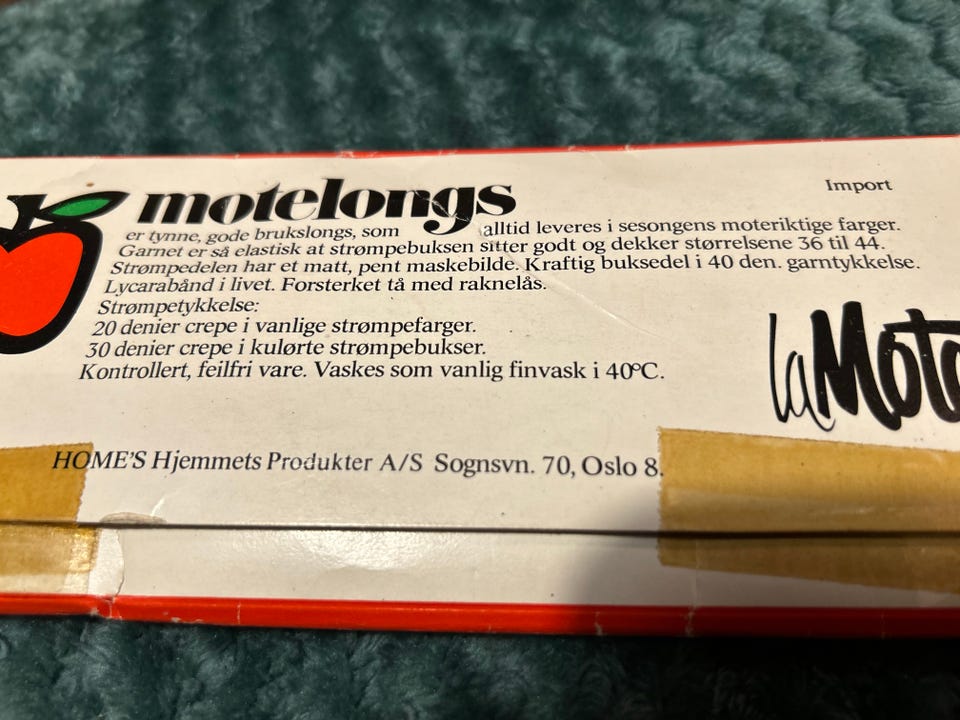 motelongs
Import
er tynne, gode brukslongs, som alltid leveres i sesongens moteriktige farger.
Garnet er så elastisk at strømpebuksen sitter godt og dekker størrelsene 36 til 44.
Strømpedelen har et matt, pent maskebilde. Kraftig buksedel i 40 den. garntykkelse.
Lycarabånd i livet. Forsterket tå med raknelås.
Strømpetykkelse:
20 denier crepe i vanlige strømpefarger.
30 denier crepe i kulørte strømpebukser.
Kontrollert, feilfri vare. Vaskes som vanlig finvask i 40°C.
la
HOME'S Hjemmets Produkter A/S Sognsvn. 70, Oslo 8.